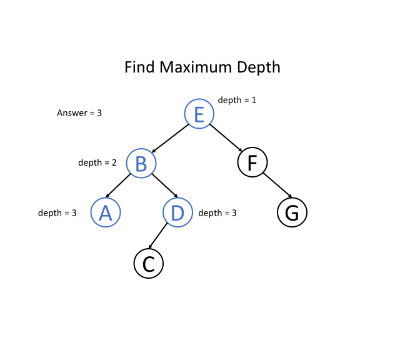 Find Maximum Depth
depth = 1
Answer = 3
E
depth = 2
B
F
depth = 3
A
D
depth = 3
G
C